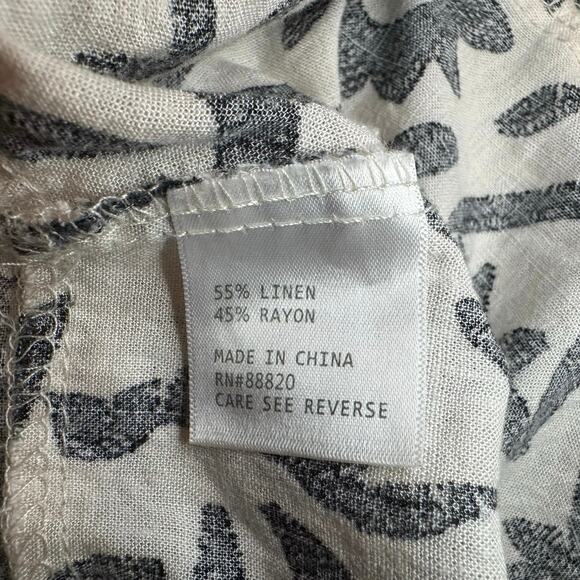 55% LINEN
45% RAYON
MADE IN CHINA
RN#88820
CARE SEE REVERSE